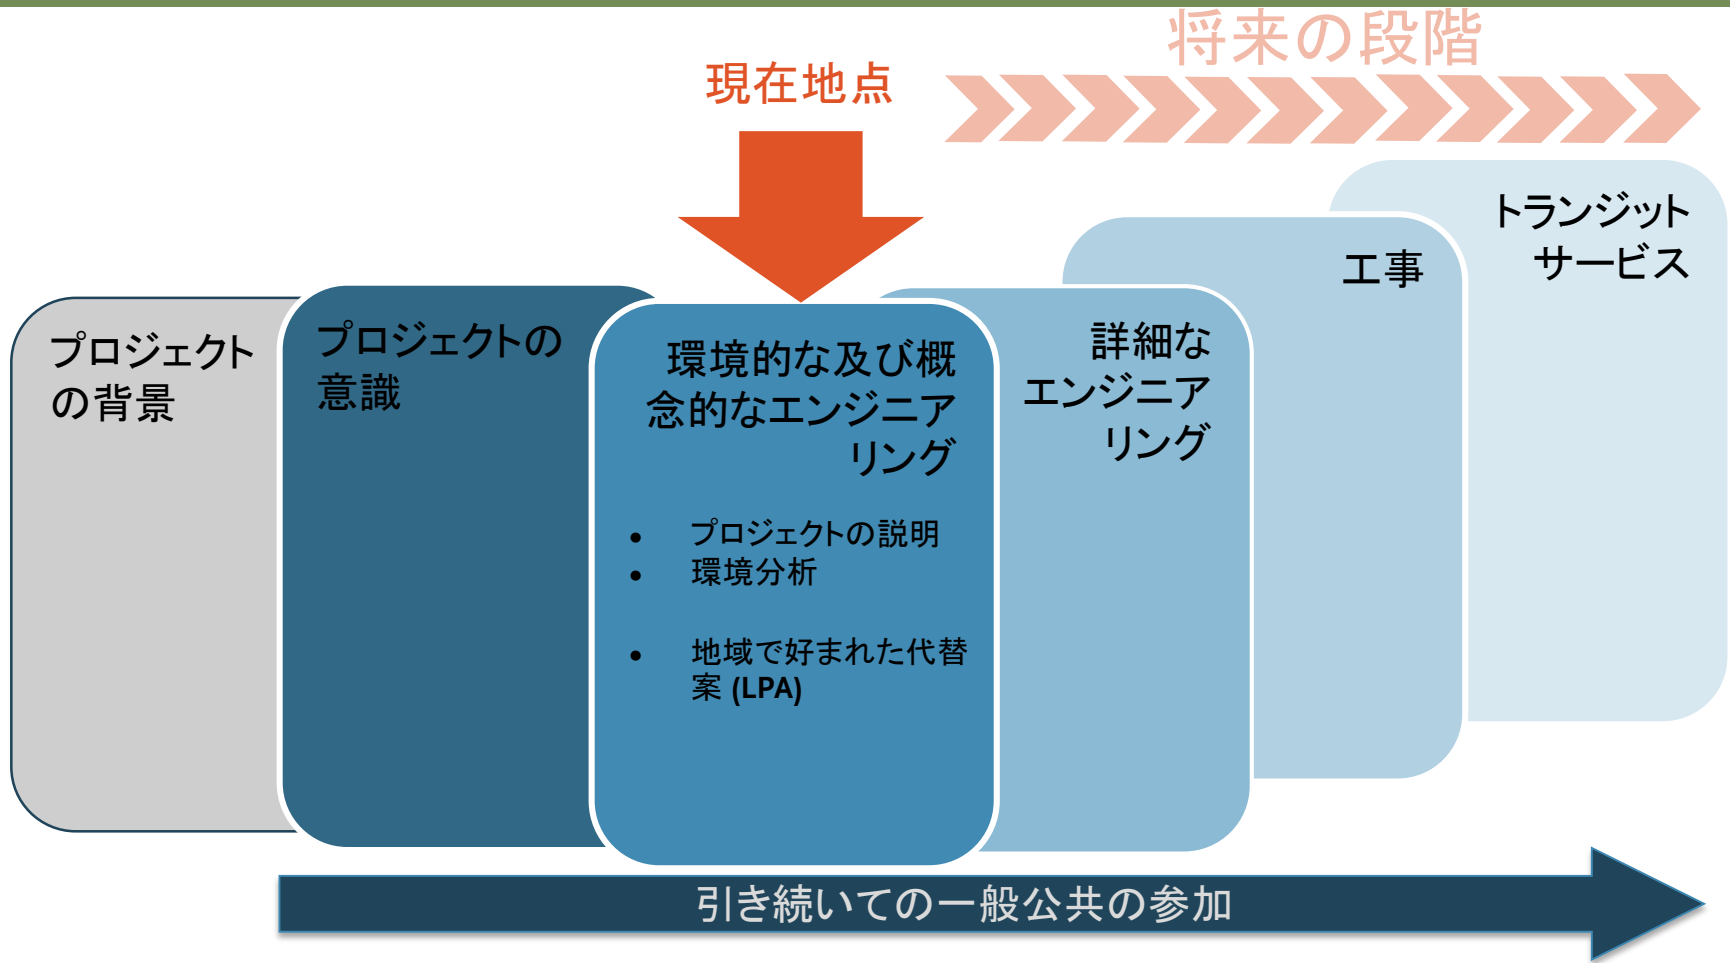 将来の段階
現在地点
プロジェクト
の背景
プロジェクトの
意識
環境的な及び概
念的なエンジニア
リング
• プロジェクトの説明
• 環境分析
• 地域で好まれた代替
案 (LPA)
詳細な
エンジニア
リング
工事
トランジット
サービス
引き続いての一般公共の参加